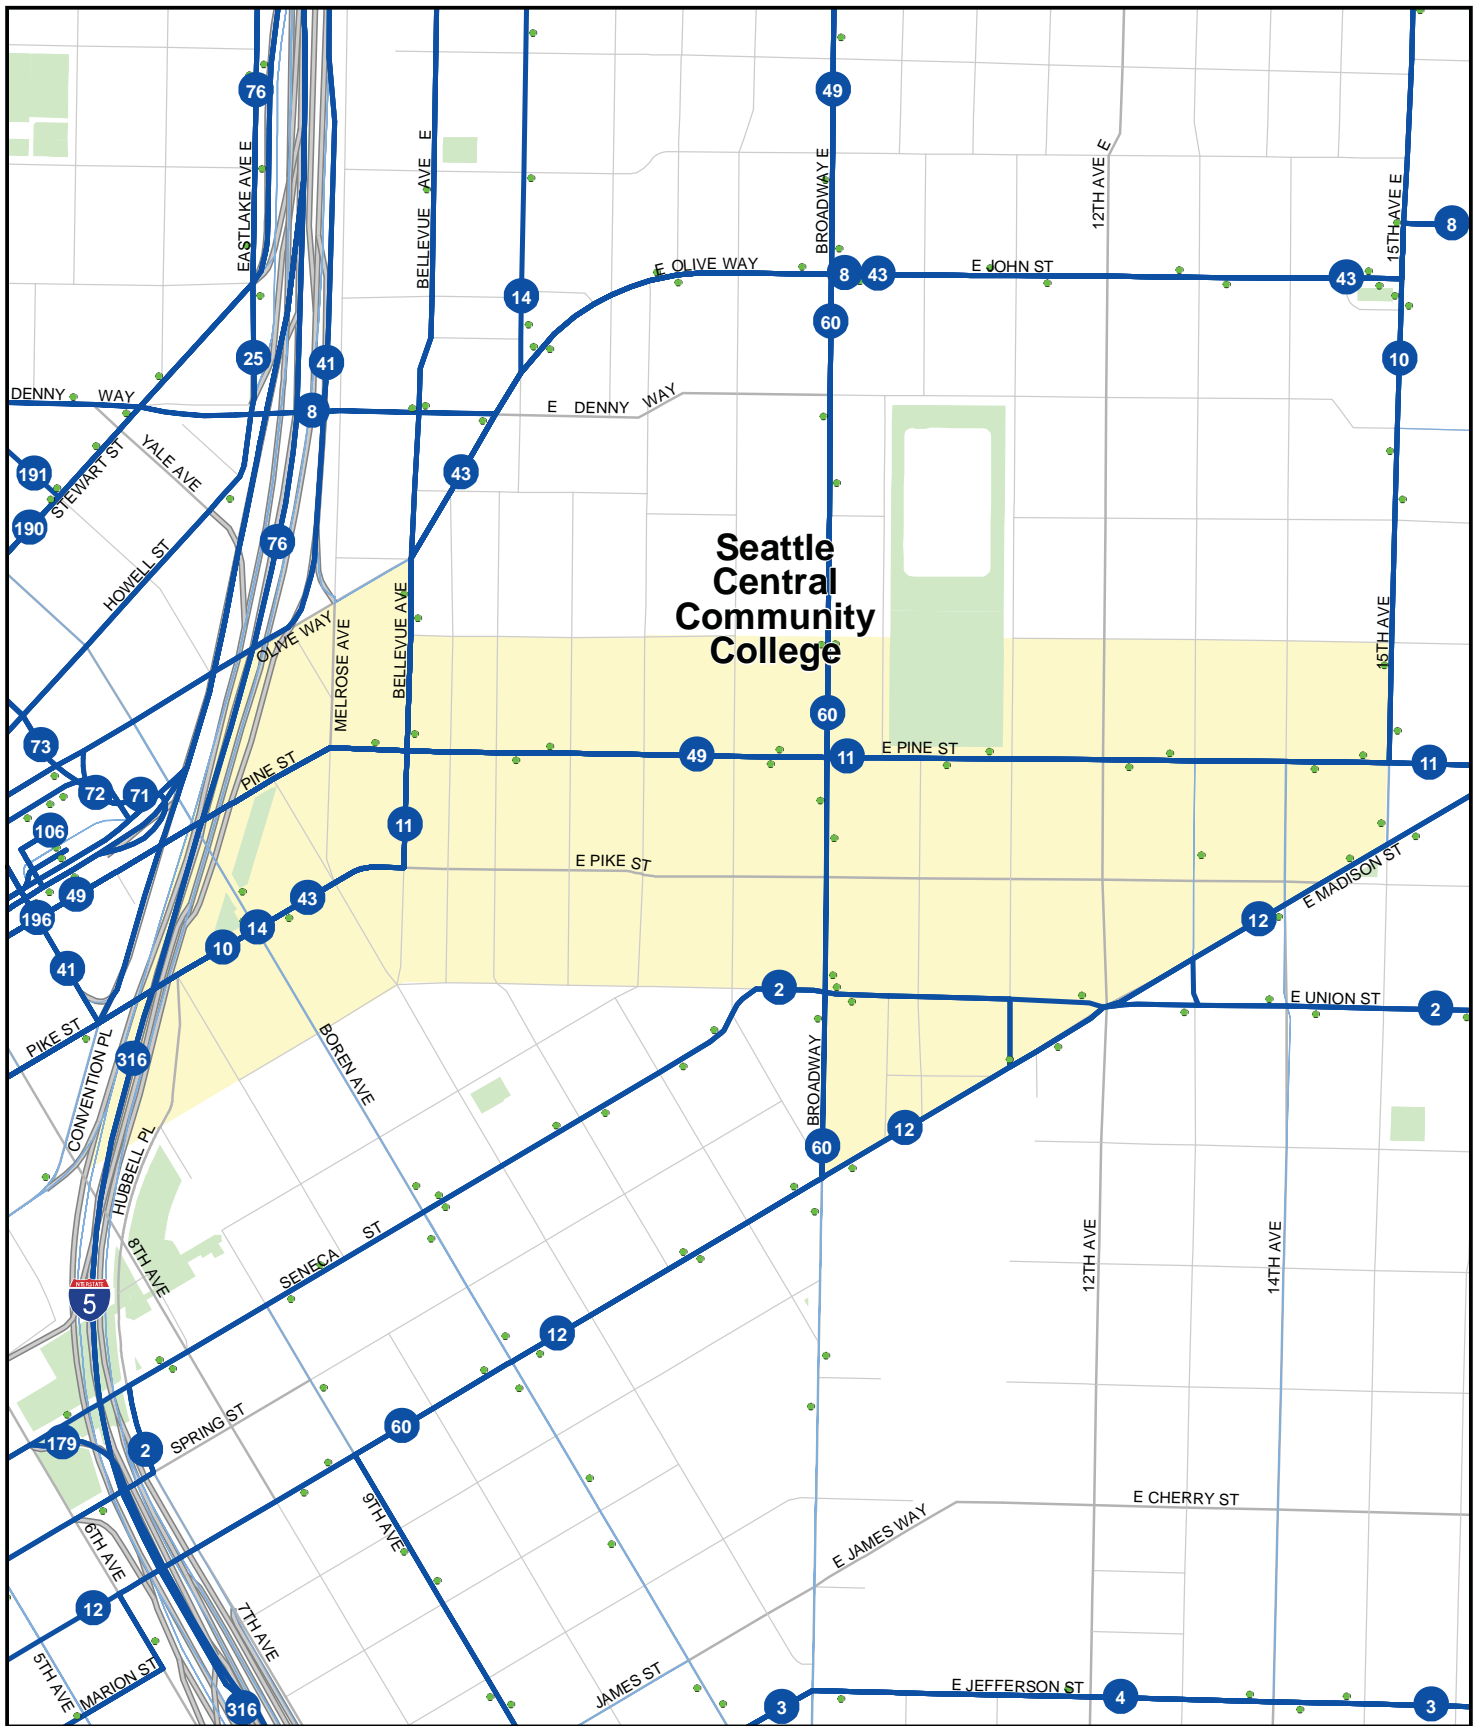 76
49
EASTLAKE AVE E
BELLEVUE AVE E
BROADWAY E
12TH AVE E
15TH AVE E
8
E OLIVE WAY
8
43
E JOHN ST
43
14
60
25
41
10
DENNY WAY
8
E DENNY WAY
YALE AVE
191
STEWART ST
43
190
76
HOWELL ST
Seattle
Central
Community
College
OLIVE WAY
MELROSE AVE
BELLEVUE AVE
15TH AVE
60
73
PINE ST
49
11
E PINE ST
11
72
71
106
11
E PIKE ST
E MADISON ST
49
43
196
14
12
10
41
2
E UNION ST
2
PIKE ST
CONVENTION PL
316
BOREN AVE
BROADWAY
12
60
HUBBELL PL
8TH AVE
SENECA ST
12TH AVE
14TH AVE
INTERSTATE
5
12
60
SPRING ST
179
2
9TH AVE
E CHERRY ST
E JAMES WAY
6TH AVE
12
7TH AVE
5TH AVE
MARION ST
JAMES ST
E JEFFERSON ST
316
3
4
3